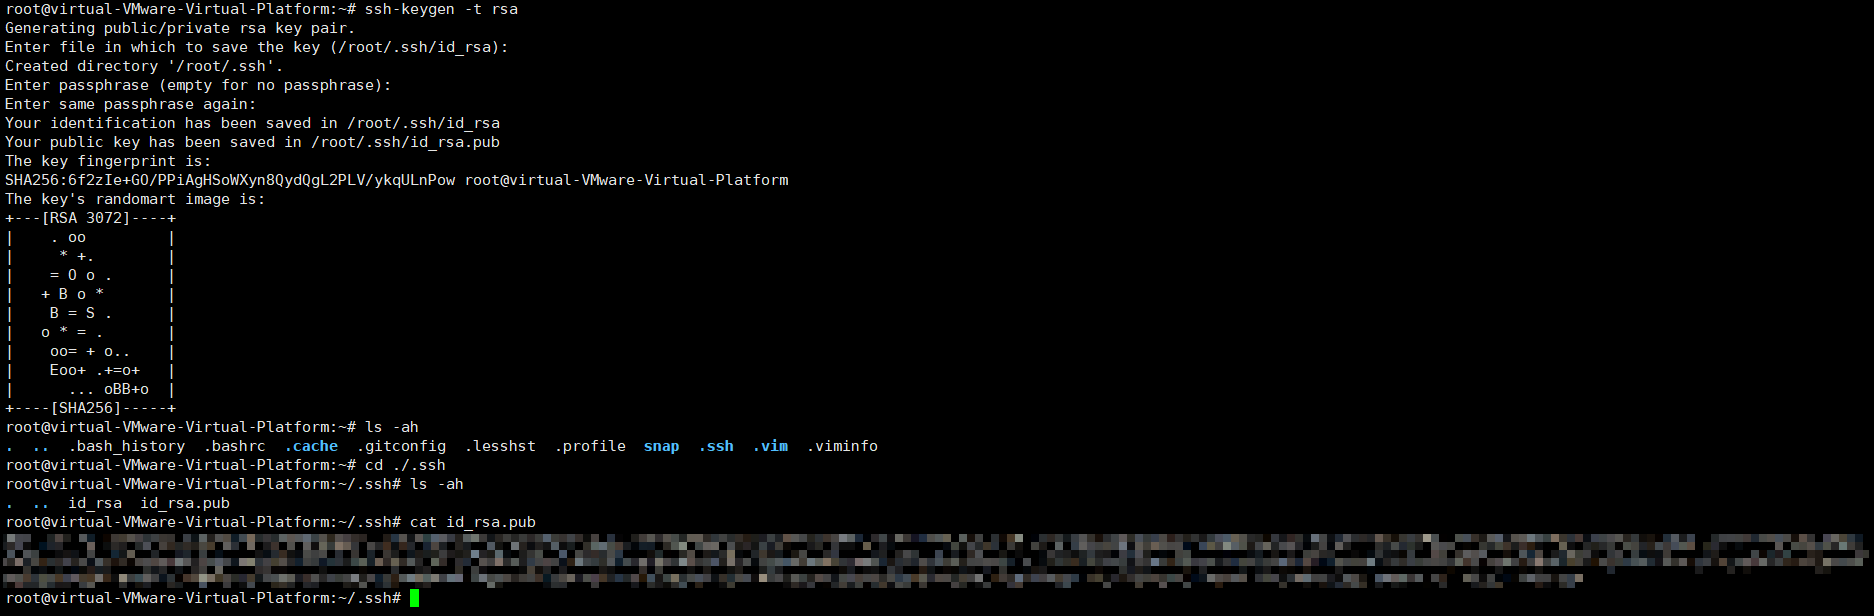 root@virtual-VMware-Virtual-Platform:~# ssh-keygen -t rsa
Generating public/private rsa key pair.
Enter file in which to save the key (/root/.ssh/id_rsa):
Created directory '/root/.ssh'.
Enter passphrase (empty for no passphrase):
Enter same passphrase again:
Your identification has been saved in /root/.ssh/id_rsa
Your public key has been saved in /root/.ssh/id_rsa.pub
The key fingerprint is:
SHA256:6f2zIe+GO/PPiAgHSoWXyn8QydQgL2PLV/ykqULnPow root@virtual-VMware-Virtual-Platform
The key's randomart image is:
+---[RSA 3072]----+
|    . oo         |
|     * +.        |
|    = O o .      |
|   + B o *       |
|    B = S .      |
|   o * = .       |
|    oo= + o..    |
|    Eoo+ .+=o+   |
|      ... oBB+o  |
+----[SHA256]-----+
root@virtual-VMware-Virtual-Platform:~# ls -ah
.  ..  .bash_history  .bashrc  .cache  .gitconfig  .lesshst  .profile  snap  .ssh  .vim  .viminfo
root@virtual-VMware-Virtual-Platform:~# cd ./.ssh
root@virtual-VMware-Virtual-Platform:~/.ssh# ls -ah
.  ..  id_rsa  id_rsa.pub
root@virtual-VMware-Virtual-Platform:~/.ssh# cat id_rsa.pub
root@virtual-VMware-Virtual-Platform:~/.ssh#